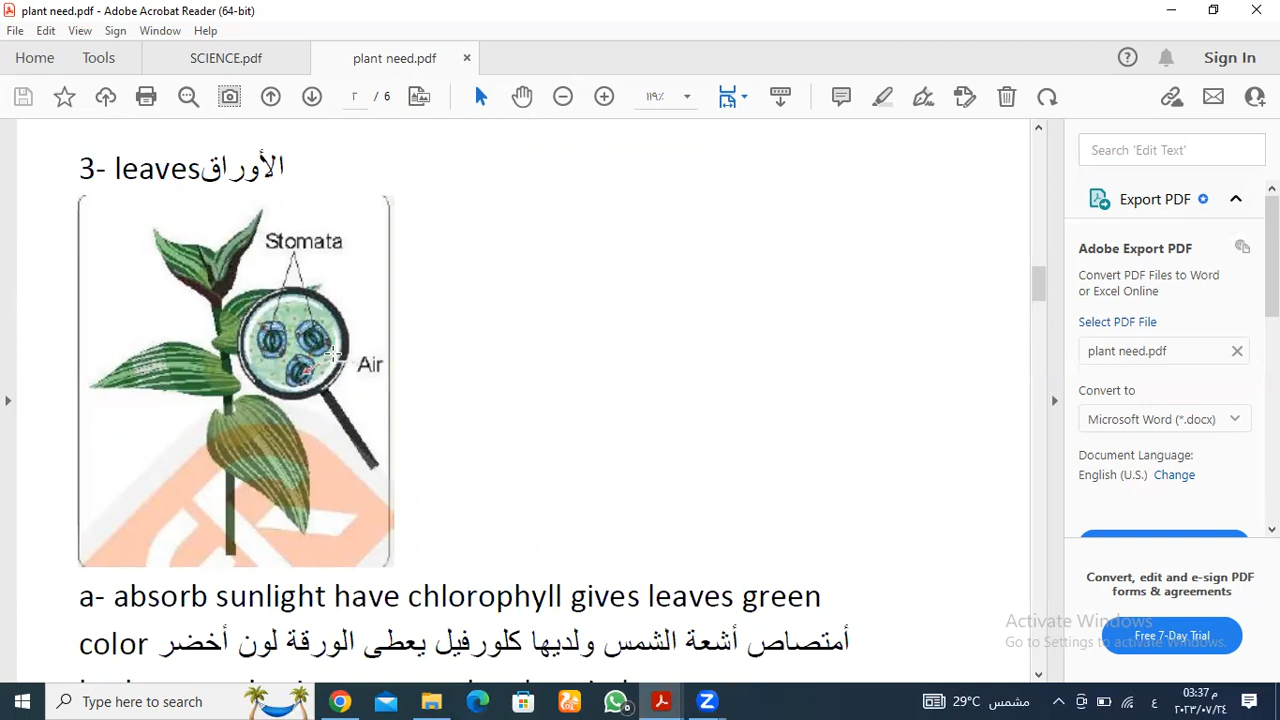 plant need.pdf - Adobe Acrobat Reader (64-bit)
File Edit View Sign Window Help
Home Tools SCIENCE.pdf plant need.pdf × Sign In
٢ / 6 ١١٩٪
3- leavesالأوراق
Stomata
Air
a- absorb sunlight have chlorophyll gives leaves green
color أمتصاص أشعة الشمس ولديها كلورفيل يعطى الورقة لون أخضر
Search 'Edit Text'
Export PDF
Adobe Export PDF
Convert PDF Files to Word
or Excel Online
Select PDF File
plant need.pdf
Convert to
Microsoft Word (*.docx)
Document Language:
English (U.S.) Change
Convert, edit and e-sign PDF
forms & agreements
Free 7-Day Trial
Activate Windows
Go to Settings to activate Windows.
Type here to search
29°C مشمس
ع
03:37 م
٢٠٢٣/٠٧/٢٤